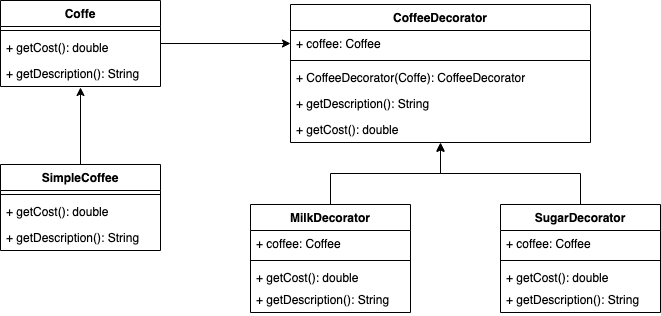 Coffe
+ getCost(): double
+ getDescription(): String
CoffeeDecorator
+ coffee: Coffee
+ CoffeeDecorator(Coffe): CoffeeDecorator
+ getDescription(): String
+ getCost(): double
SimpleCoffee
+ getCost(): double
+ getDescription(): String
MilkDecorator
+ coffee: Coffee
+ getCost(): double
+ getDescription(): String
SugarDecorator
+ coffee: Coffee
+ getCost(): double
+ getDescription(): String